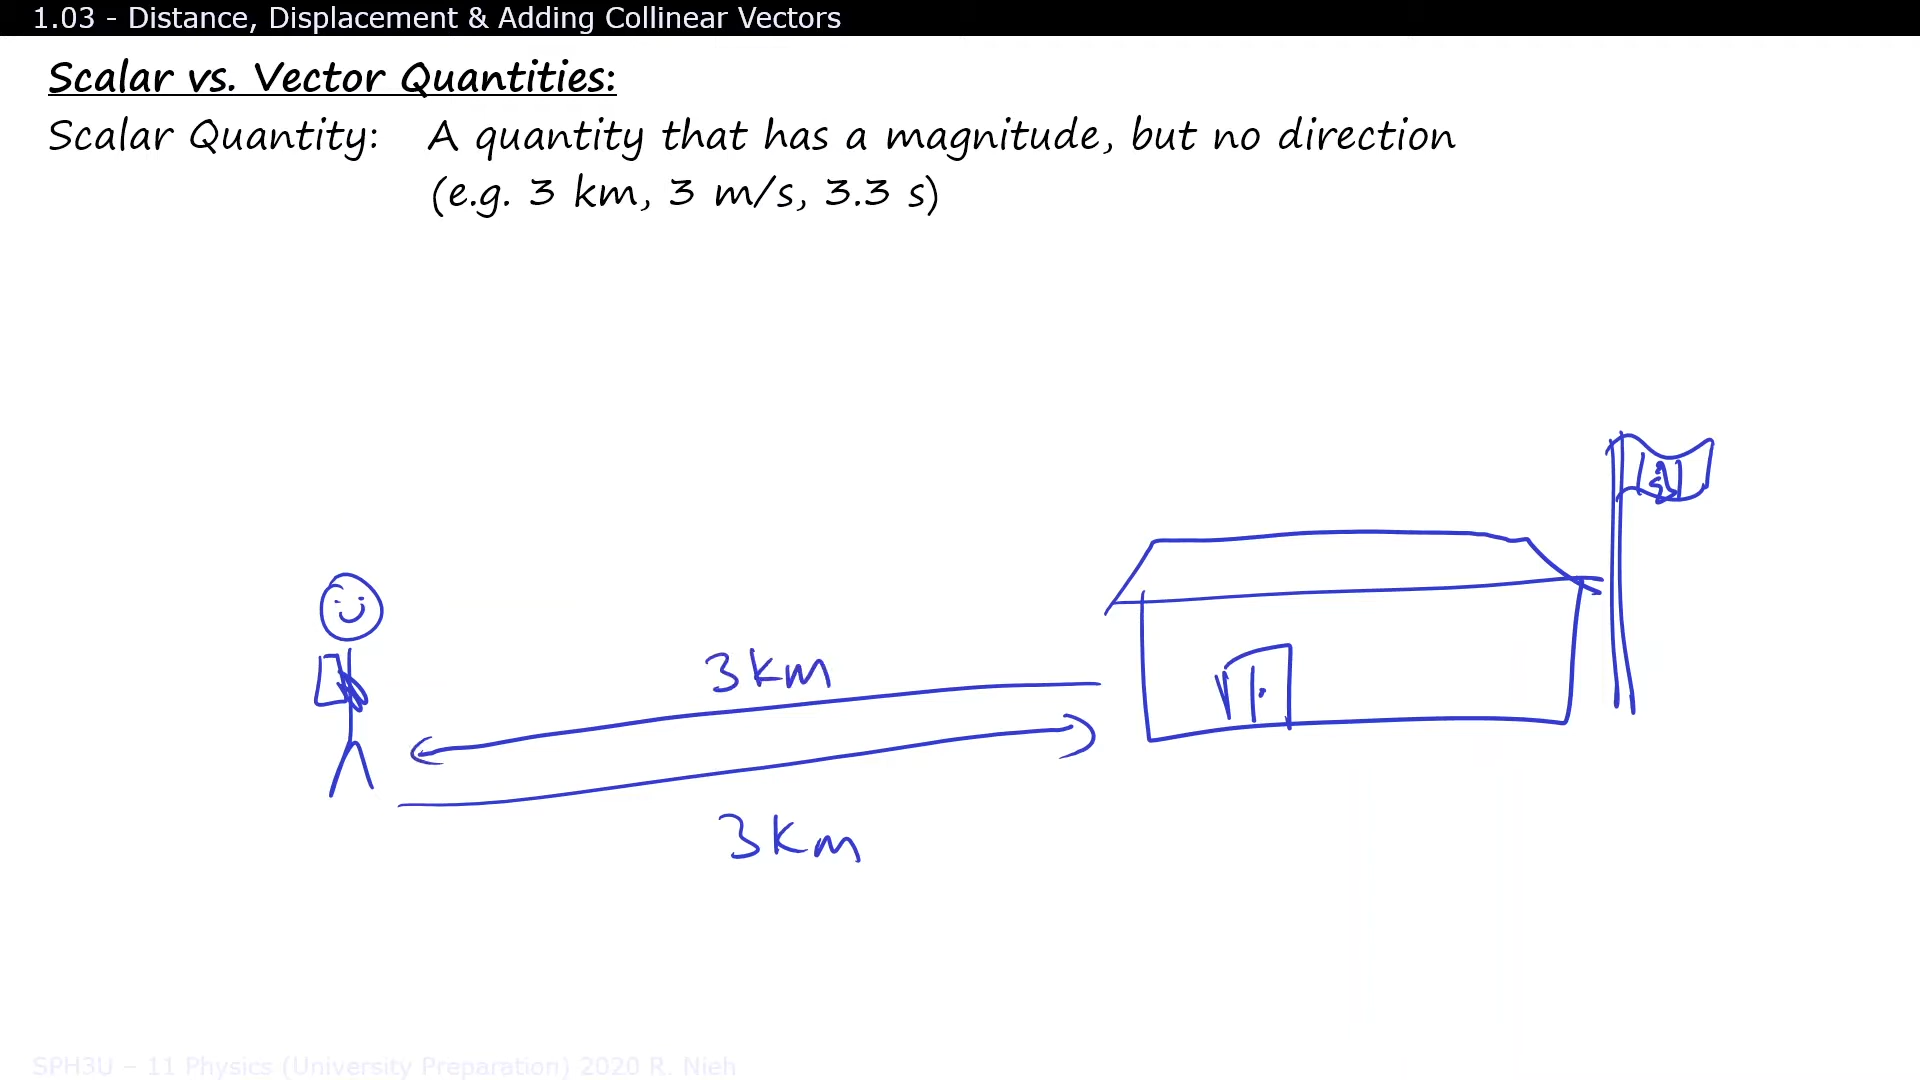 1.03 - Distance, Displacement & Adding Collinear Vectors
Scalar vs. Vector Quantities:
Scalar Quantity: A quantity that has a magnitude, but no direction
(e.g. 3 km, 3 m/s, 3.3 s)
3km
3km
SPH3U – 11 Physics (University Preparation) 2020 R. Nieh